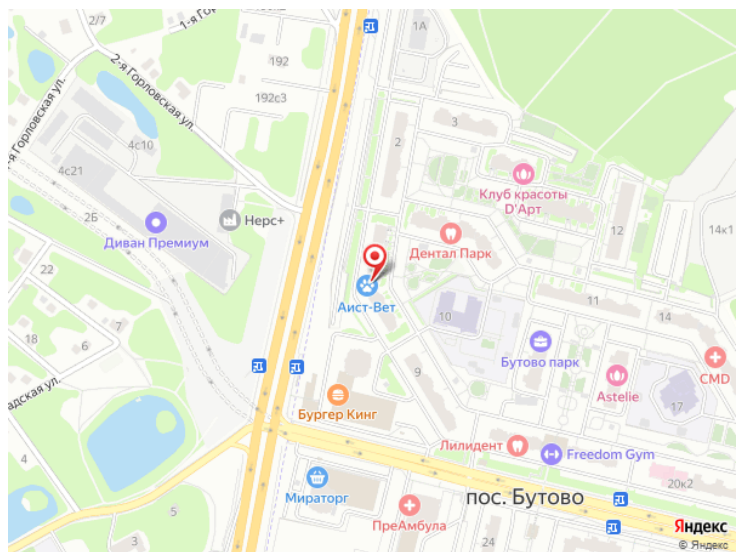 2/7
1-я Гор
192
1А
2-я Горловская ул.
192с3
3
-я Горловская ул.
4с10
2
4с21
Клуб красоты
D'Арт
2Б
Нерс+
Диван Премиум
12
14к1
Дентал Парк
22
Аист-Вет
10
11
14
18
7
6
Бутово парк
9
CMD
адская ул.
Astelie
17
Бургер Кинг
Лилидент
Freedom Gym
4
20к2
Мираторг
пос. Бутово
5
ПреАмбула
3
24
Яндекс
© Яндекс